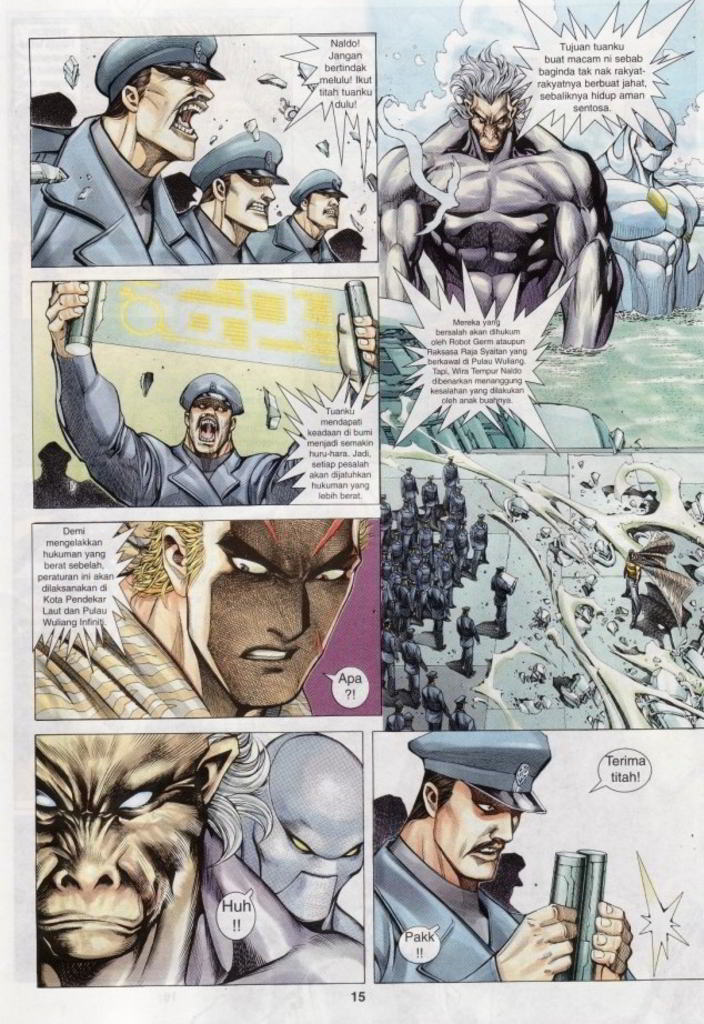 Naldo!
Jangan
bertindak
melulu! Ikut
titah tuanku
dulu!
Tujuan tuanku
buat macam ni sebab
baginda tak nak rakyat-
rakyatnya berbuat jahat,
sebaliknya hidup aman
sentosa.
Mereka yang
bersalah akan dihukum
oleh Robot Germ ataupun
Raksasa Raja Syaitan yang
berkawal di Pulau Wuliang.
Tapi, Wira Tempur Naldo
dibenarkan menanggung
kesalahan yang dilakukan
oleh anak buahnya.
Tuanku
mendapati
keadaan di bumi
menjadi semakin
huru-hara. Jadi,
setiap pesalah
akan dijatuhkan
hukuman yang
lebih berat.
Demi
mengelakkan
hukuman yang
berat sebelah,
peraturan ini akan
dilaksanakan di
Kota Pendekar
Laut dan Pulau
Wuliang Infiniti.
Apa
?!
Huh
!!
Terima
titah!
Pakk
!!
15